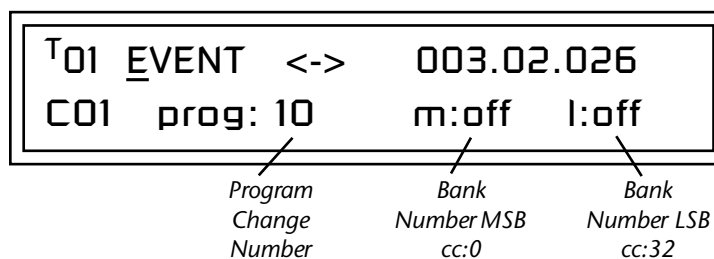 T01 EVENT <-> 003.02.026
C01 prog: 10 m:off l:off
Program Change Number
Bank Number MSB cc:0
Bank Number LSB cc:32